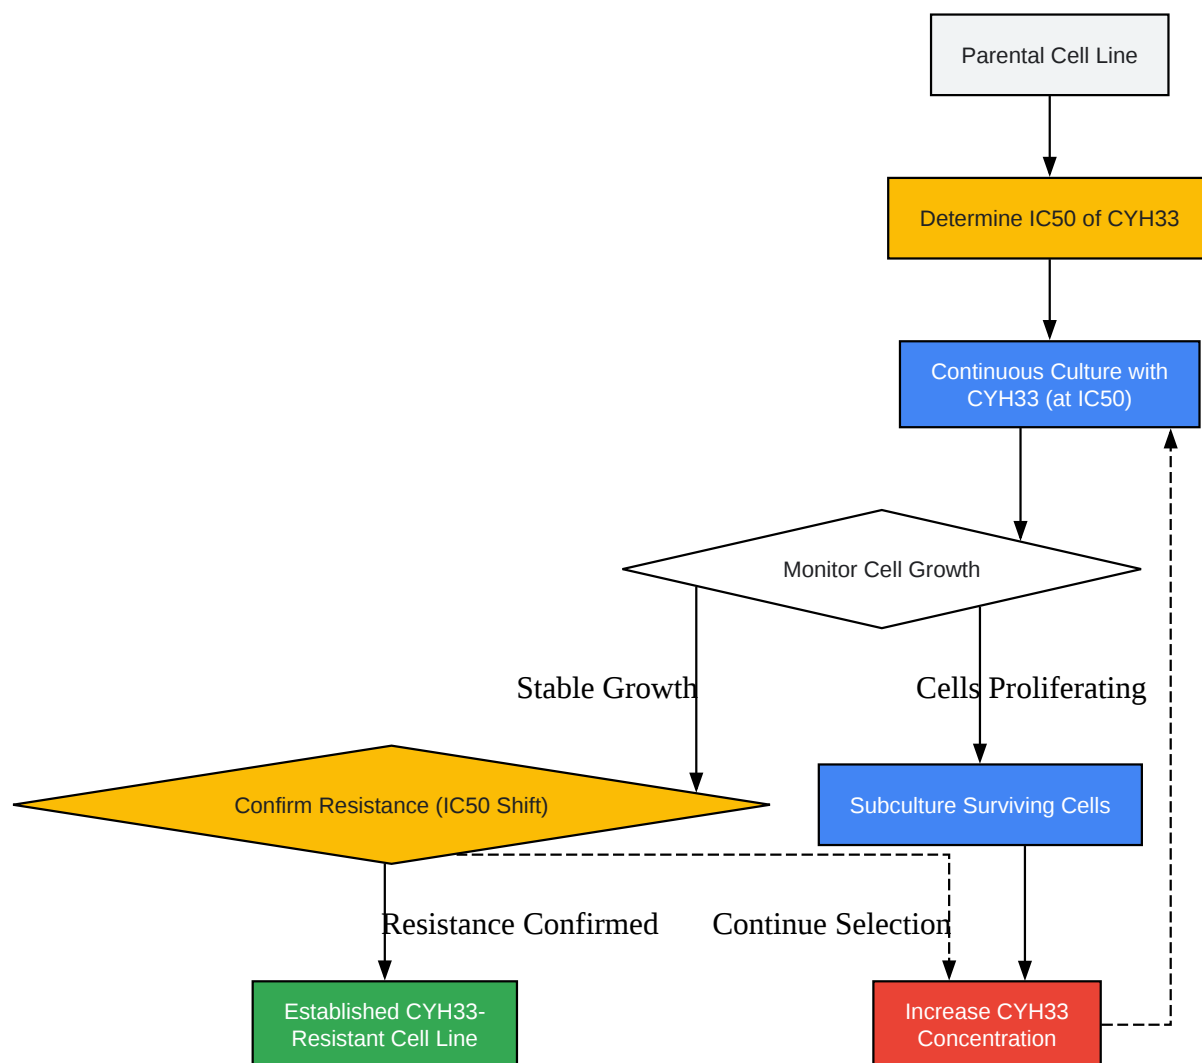 Parental Cell Line
Determine IC50 of CYH33
Continuous Culture with
CYH33 (at IC50)
Monitor Cell Growth
Stable Growth
Cells Proliferating
Confirm Resistance (IC50 Shift)
Subculture Surviving Cells
Resistance Confirmed
Continue Selection
Established CYH33-
Resistant Cell Line
Increase CYH33
Concentration